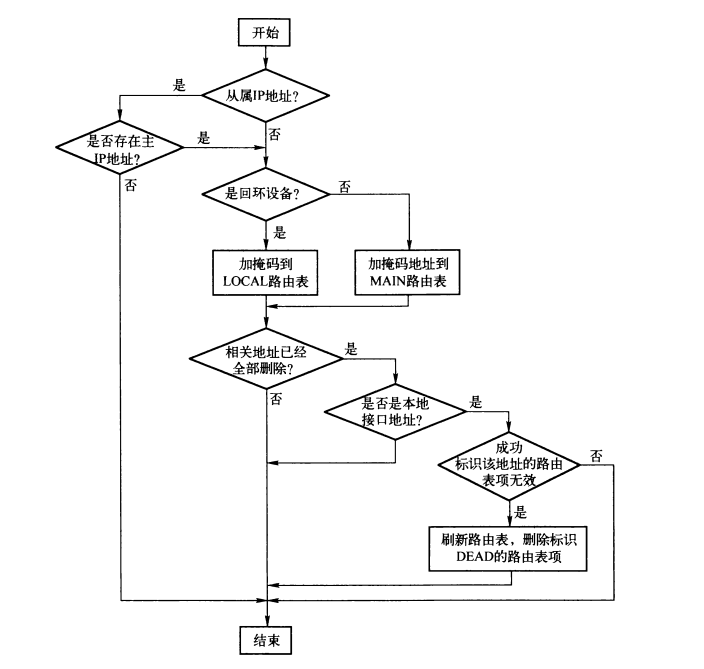 开始
是
从属IP地址?
是否存在主
IP地址?
是
否
否
是回环设备?
否
是
加掩码到
LOCAL路由表
加掩码地址到
MAIN路由表
相关地址已经
全部删除?
是
否
是否是本地
接口地址?
是
成功
标识该地址的路由
表项无效
否
是
刷新路由表，删除标识
DEAD的路由表项
结束